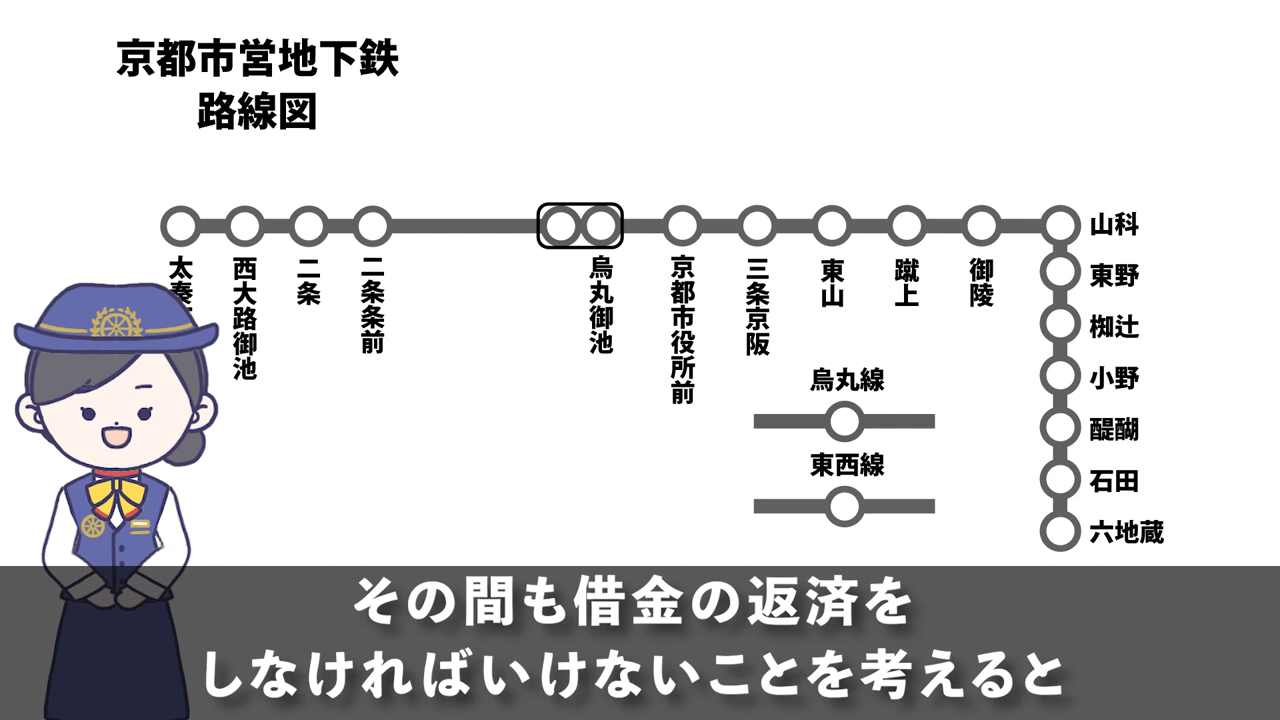 京都市営地下鉄
路線図
太秦
西大路御池
二条
二条条前
烏丸御池
京都市役所前
三条京阪
東山
蹴上
御陵
山科
東野
椥辻
小野
醍醐
石田
六地蔵
烏丸線
東西線
その間も借金の返済を
しなければいけないことを考えると